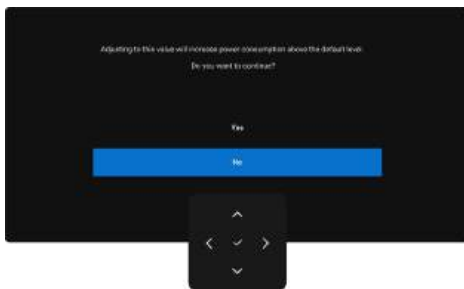 Adjusting to this value will increase power consumption above the default level.
Do you want to continue?
Yes
No